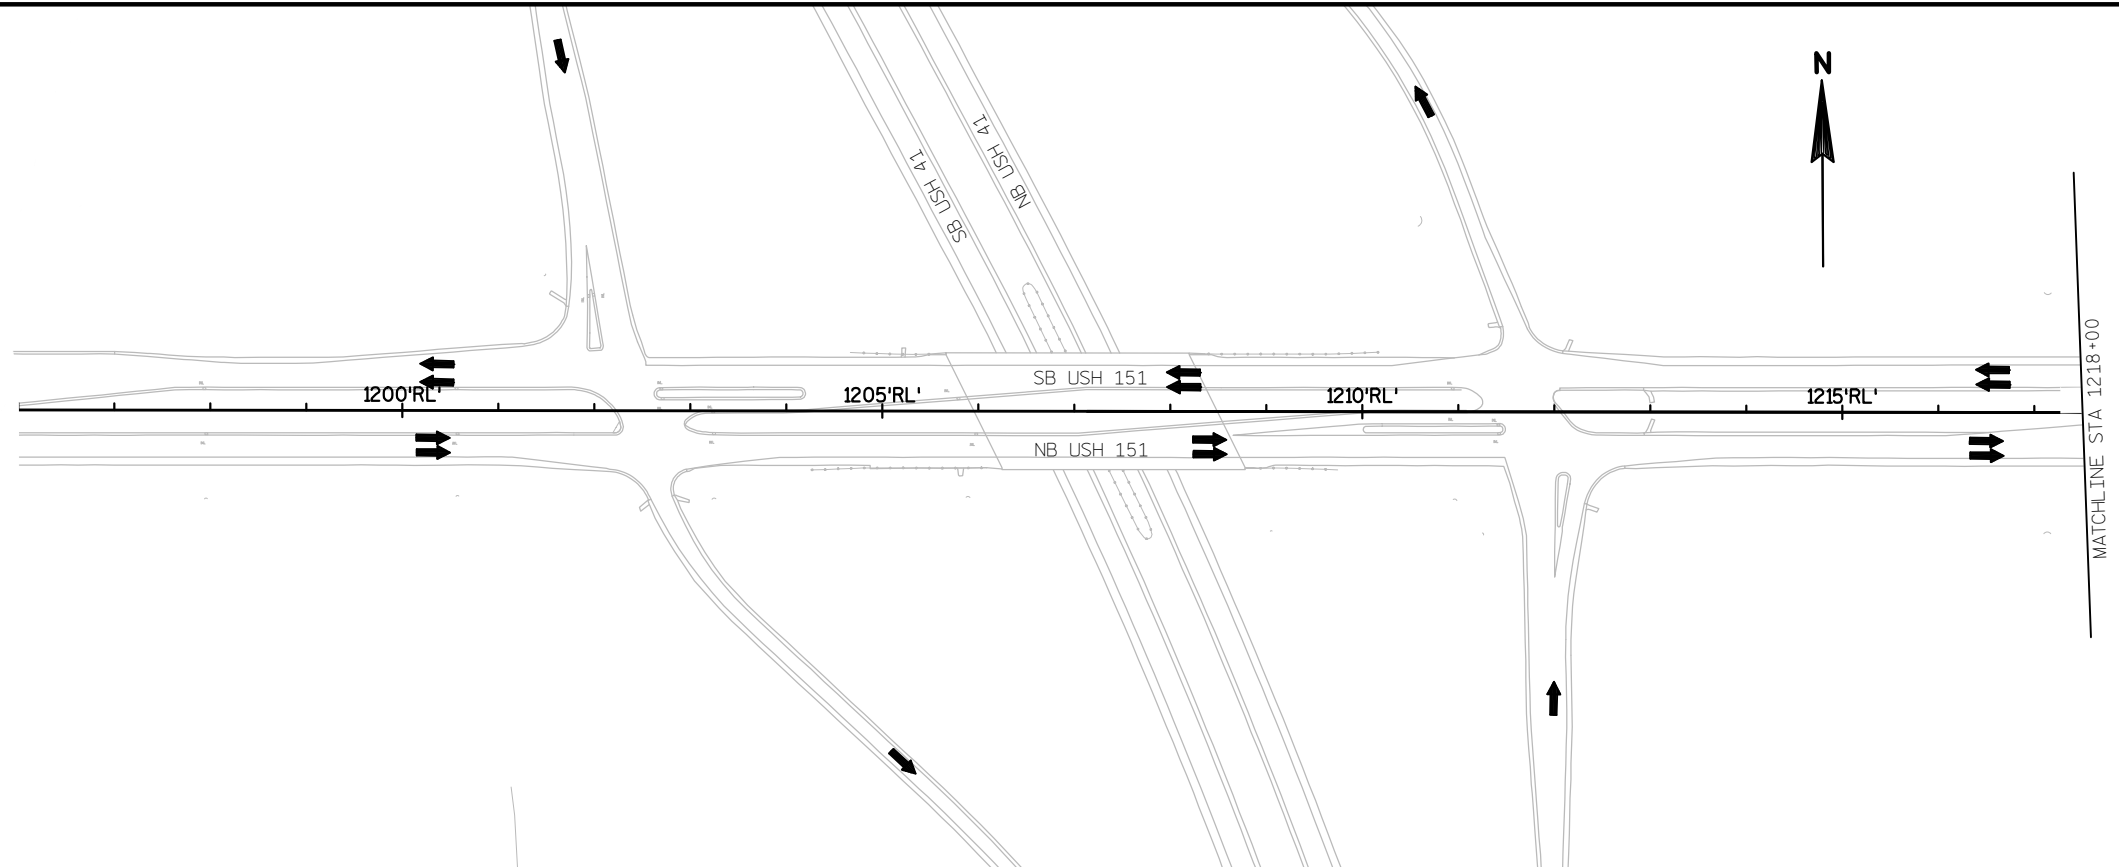 N
NB USH 41
SB USH 41
SB USH 151
1200'RL'
1205'RL'
1210'RL'
1215'RL'
NB USH 151
MATCHLINE STA 1218+00